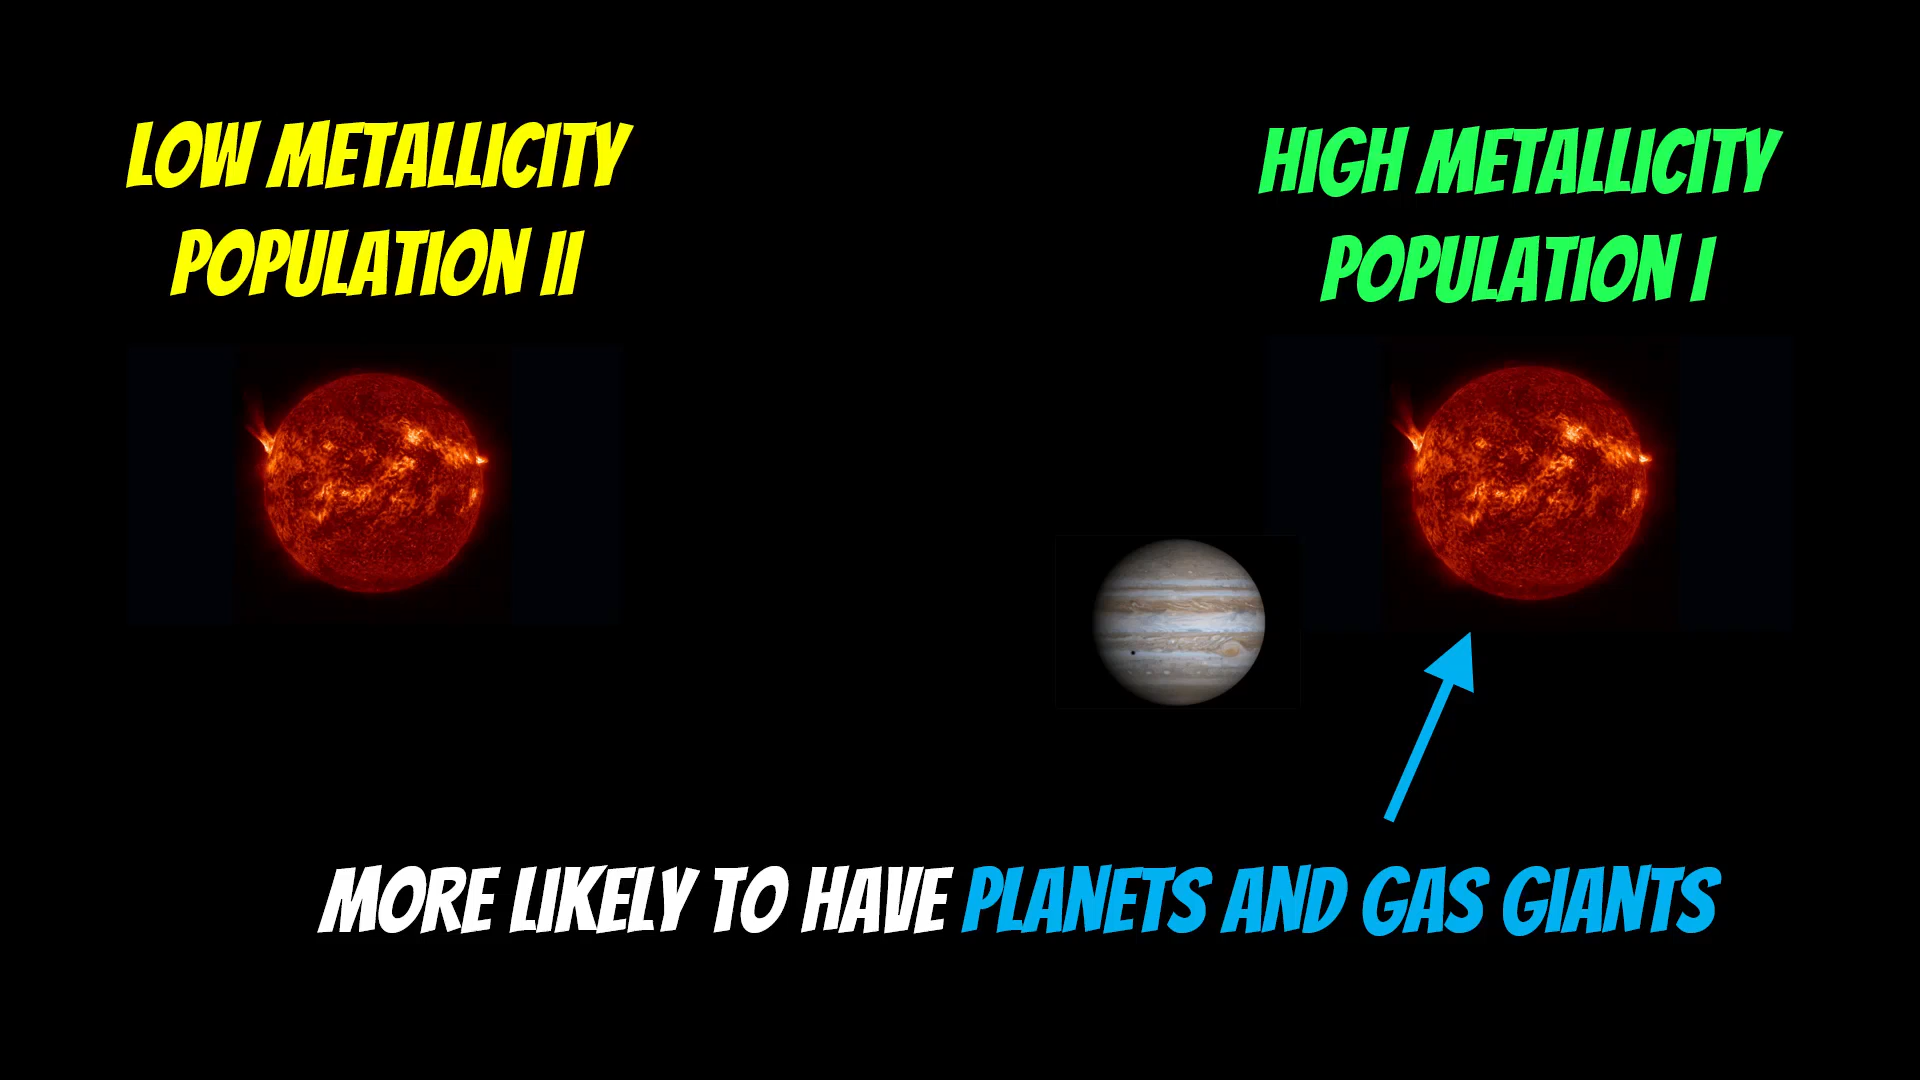 LOW METALLICITY
POPULATION II
HIGH METALLICITY
POPULATION I
MORE LIKELY TO HAVE PLANETS AND GAS GIANTS